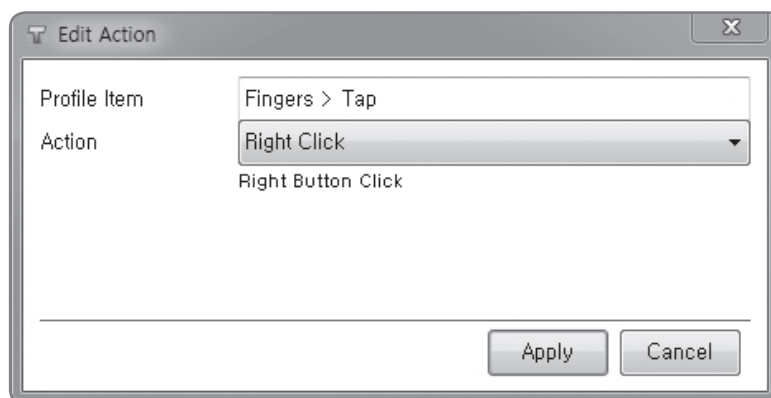 Edit Action
Profile Item Fingers > Tap
Action Right Click
Right Button Click
Apply Cancel